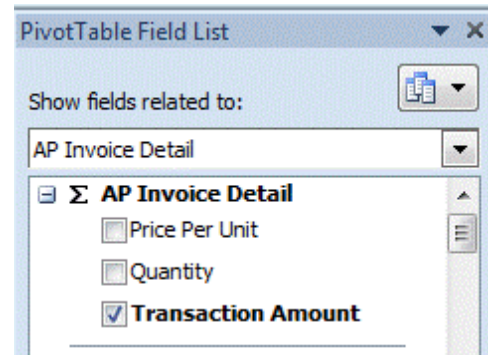 PivotTable Field List
Show fields related to:
AP Invoice Detail
Σ AP Invoice Detail
Price Per Unit
Quantity
Transaction Amount